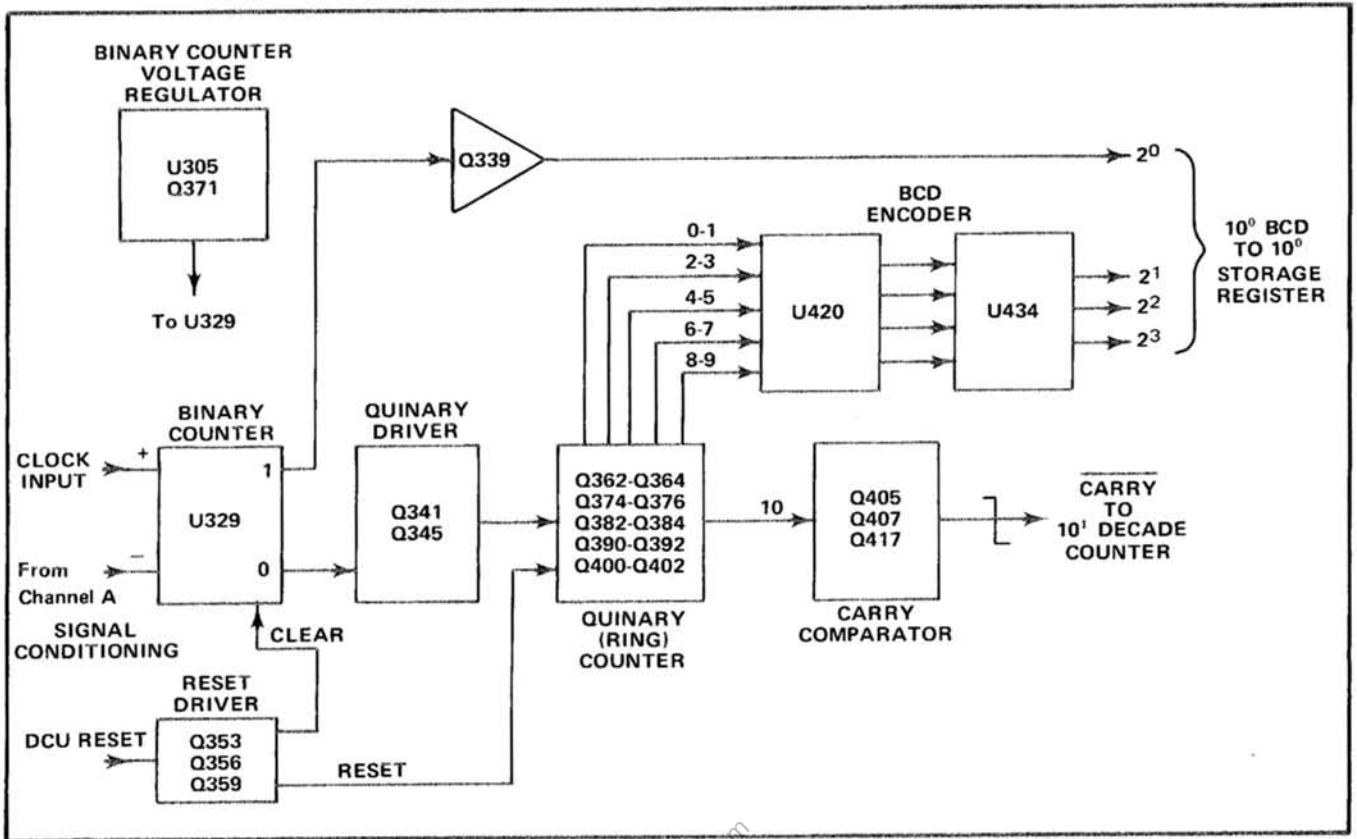 BINARY COUNTER
VOLTAGE
REGULATOR
U305
Q371
To U329
Q339
2⁰
BCD
ENCODER
0-1
2-3
4-5
6-7
8-9
U420
U434
2¹
2²
2³
10⁰ BCD
TO 10⁰
STORAGE
REGISTER
BINARY
COUNTER
CLOCK
INPUT
+
1
U329
−
0
From
Channel A
SIGNAL
CONDITIONING
CLEAR
QUINARY
DRIVER
Q341
Q345
Q362-Q364
Q374-Q376
Q382-Q384
Q390-Q392
Q400-Q402
QUINARY
(RING)
COUNTER
10
Q405
Q407
Q417
CARRY
COMPARATOR
CARRY
TO
10¹ DECADE
COUNTER
RESET
DRIVER
DCU RESET
Q353
Q356
Q359
RESET